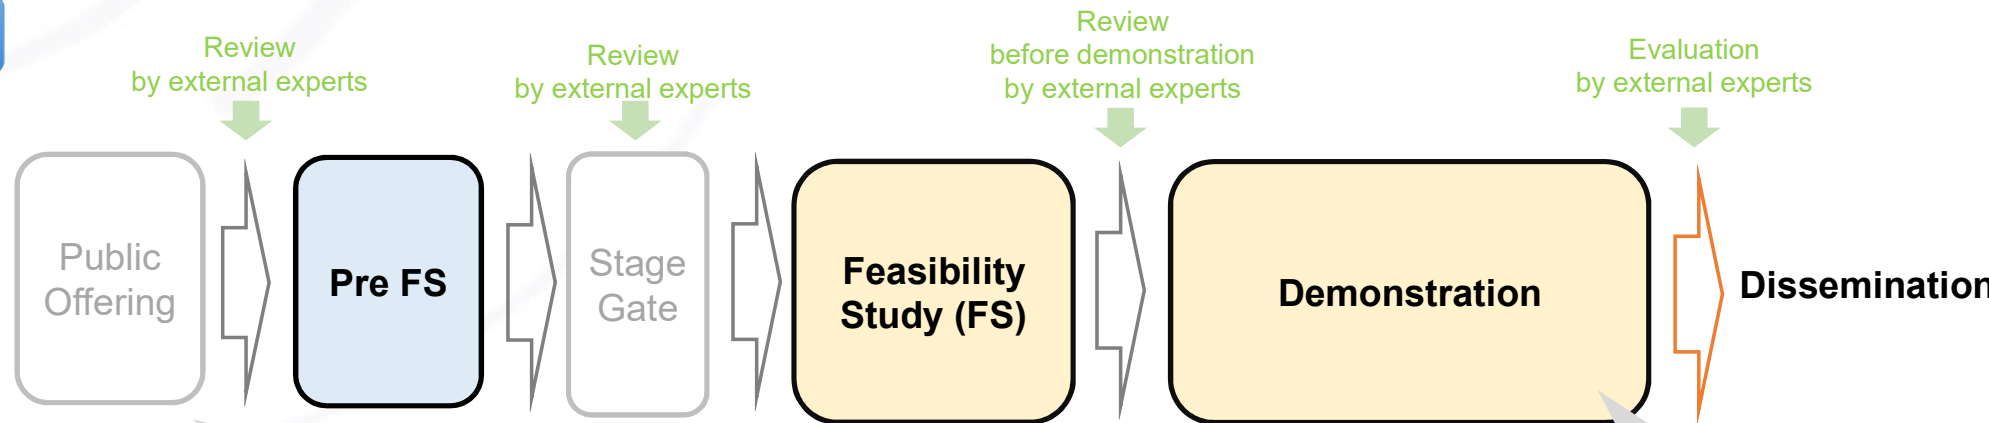 Review
by external experts
Review
by external experts
Review
before demonstration
by external experts
Evaluation
by external experts
Public
Offering
Pre FS
Stage
Gate
Feasibility
Study (FS)
Demonstration
Dissemination